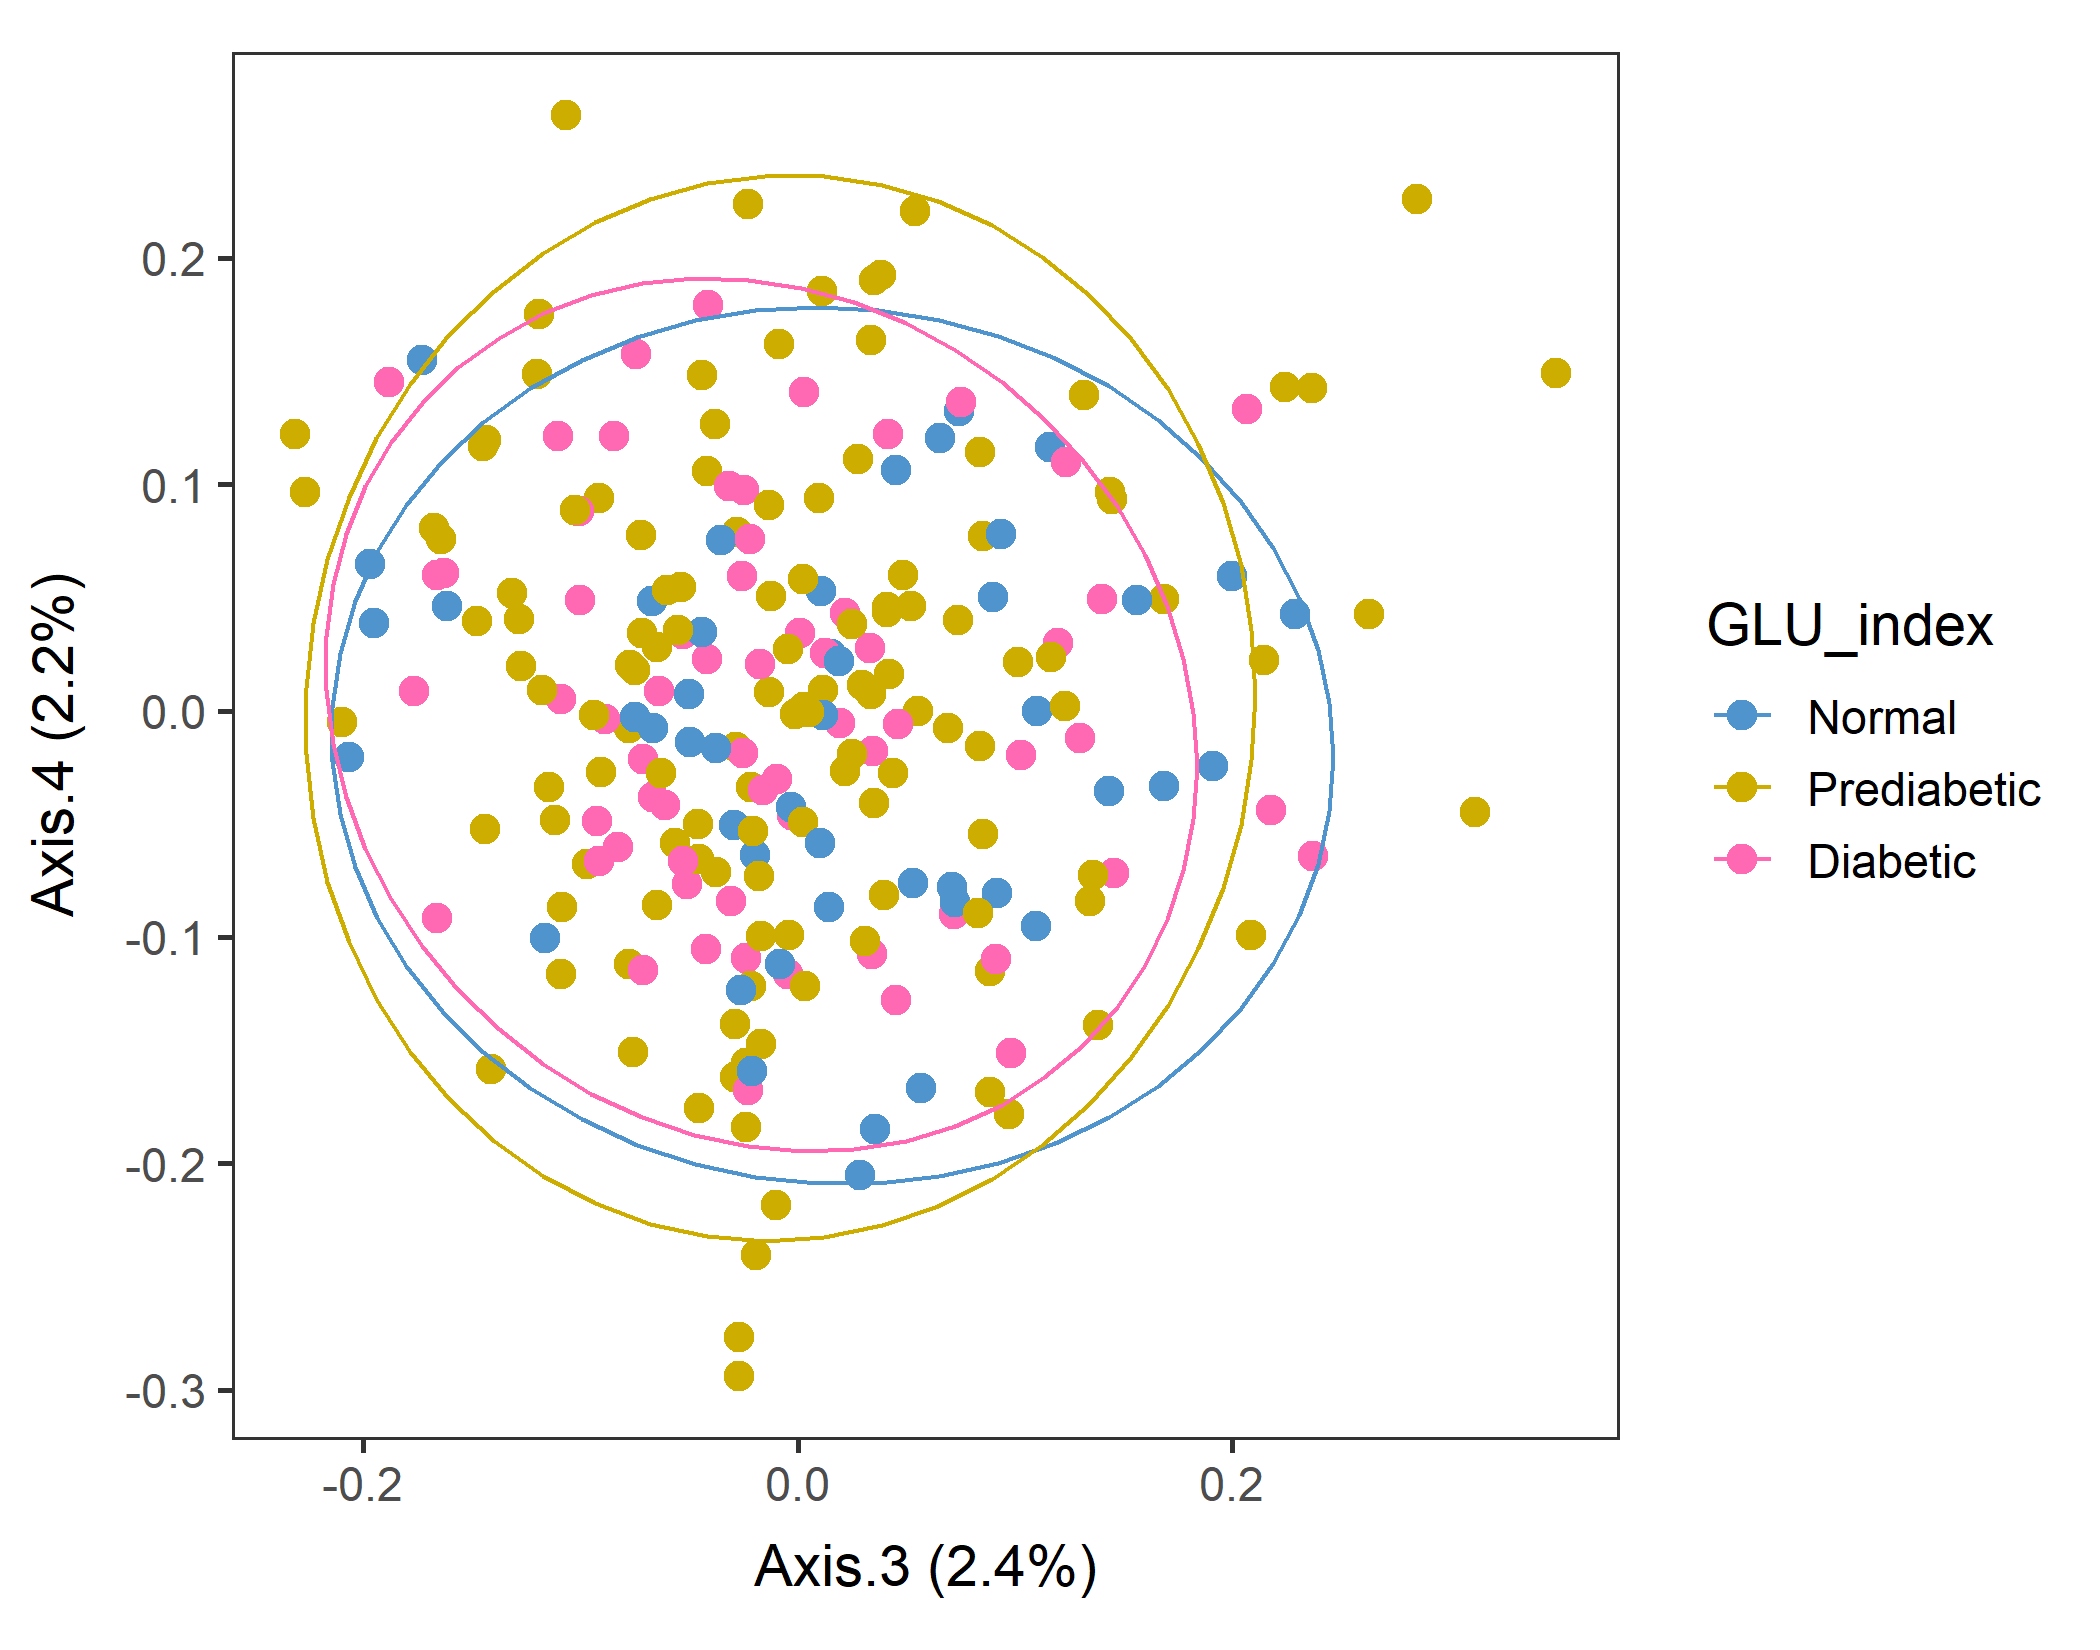 Axis.4 (2.2%)
0.2
0.1
0.0
-0.1
-0.2
-0.3
-0.2 0.0 0.2
Axis.3 (2.4%)
GLU_index
Normal
Prediabetic
Diabetic